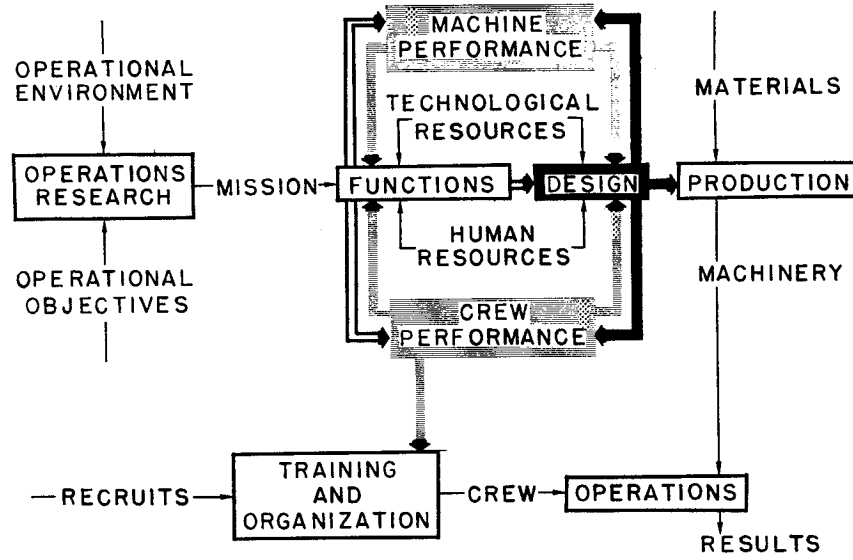 MACHINE
PERFORMANCE
OPERATIONAL
ENVIRONMENT
TECHNOLOGICAL
RESOURCES
MATERIALS
OPERATIONS
RESEARCH
MISSION
FUNCTIONS
DESIGN
PRODUCTION
HUMAN
RESOURCES
OPERATIONAL
OBJECTIVES
MACHINERY
CREW
PERFORMANCE
TRAINING
AND
ORGANIZATION
RECRUITS
CREW
OPERATIONS
RESULTS